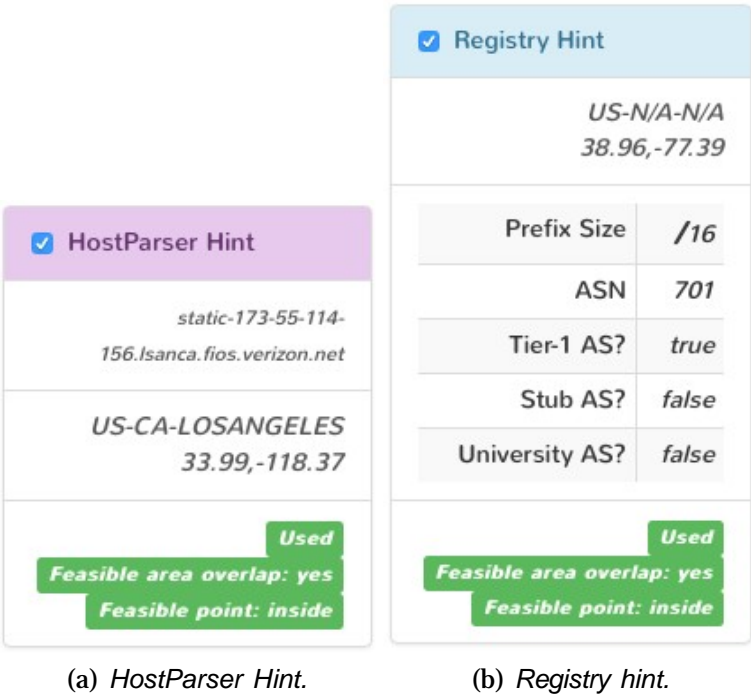 HostParser Hint
static-173-55-114-
156.lsanca.fios.verizon.net
US-CA-LOSANGELES
33.99,-118.37
Used
Feasible area overlap: yes
Feasible point: inside
(a) HostParser Hint.
Registry Hint
US-N/A-N/A
38.96,-77.39
Prefix Size /16
ASN 701
Tier-1 AS? true
Stub AS? false
University AS? false
Used
Feasible area overlap: yes
Feasible point: inside
(b) Registry hint.